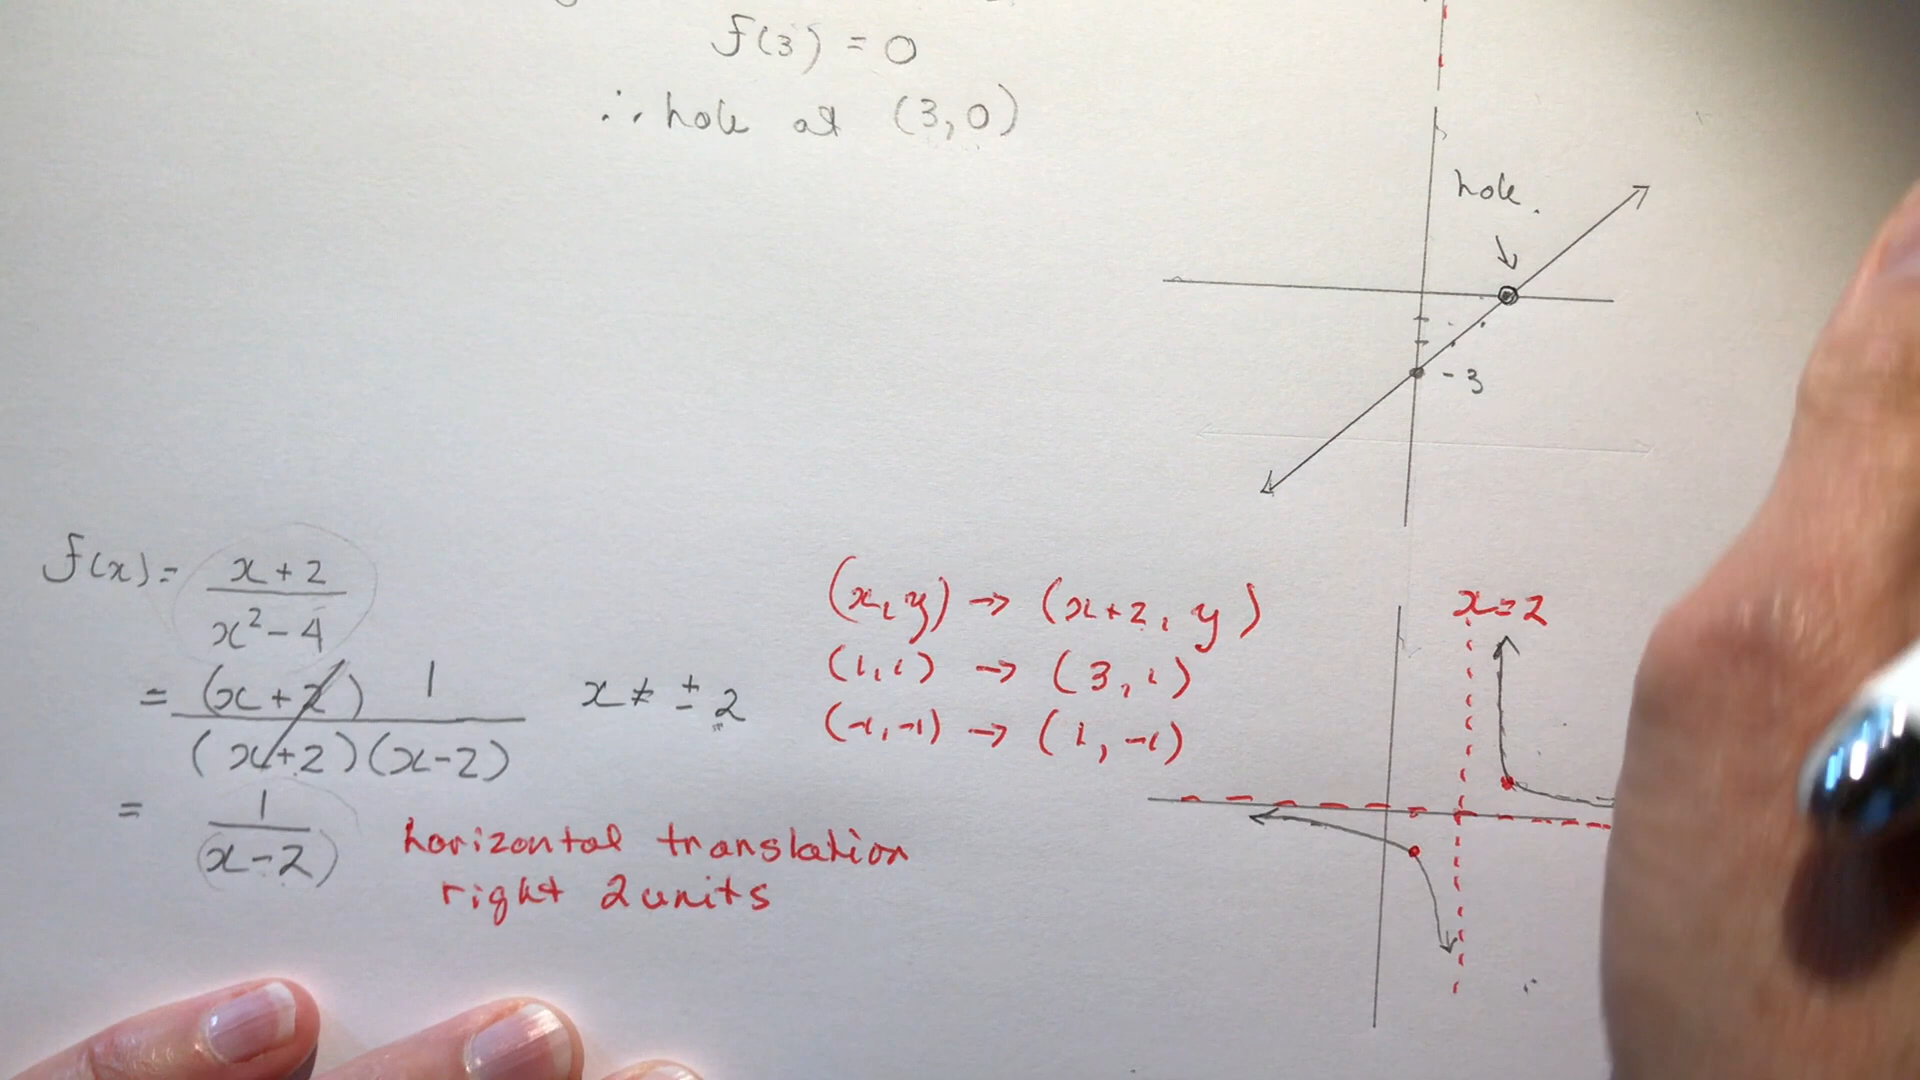 f(3) = 0
∴ hole at (3,0)
hole.
-3
f(x) = x+2 / x²-4
= (x+2) 1 / (x+2)(x-2) x ≠ ± 2
= 1 / (x-2)
horizontal translation
right 2 units
(x, y) → (x+2, y)
(1, 1) → (3, 1)
(-1, -1) → (1, -1)
x=2